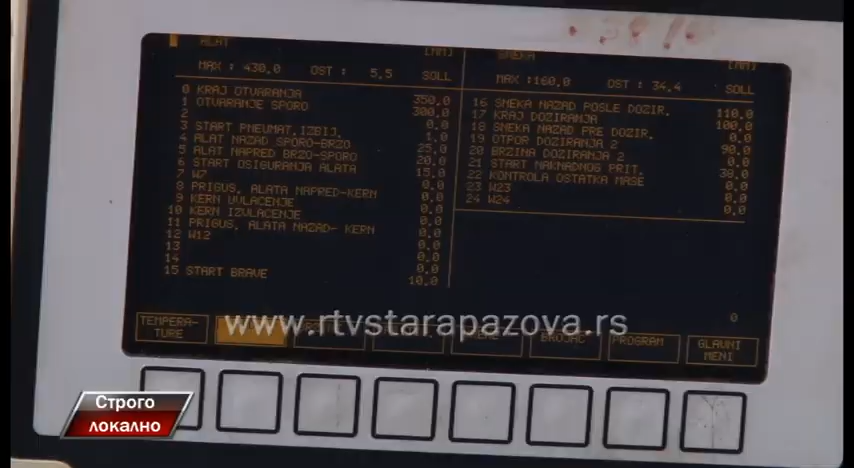 ALAT
[MM]
MAX : 430,0 OST : 5,5 SOLL
0 KRAJ OTVARANJA 350,0
1 OTVARANJE SPORO 300,0
2 0,0
3 START PNEUMAT.IZBIJ. 1,0
4 ALAT NAZAD SPORO-BRZO 25,0
5 ALAT NAPRED BRZO-SPORO 20,0
6 START OSIGURANJA ALATA 15,0
7 W7 0,0
8 PRIGUS. ALATA NAPRED-KERN 0,0
9 KERN UVLACENJE 0,0
10 KERN IZVLACENJE 0,0
11 PRIGUS. ALATA NAZAD- KERN 0,0
12 W12 0,0
13 0,0
14 0,0
15 START BRAVE 10,0
[MM]
MAX :160,0 OST : 34,4 SOLL
16 SNEKA NAZAD POSLE DOZIR. 110,0
17 KRAJ DOZIRANJA 100,0
18 SNEKA NAZAD PRE DOZIR. 0,0
19 OTPOR DOZIRANJA 2 90,0
20 BRZINA DOZIRANJA 2 0,0
21 START NAKNADNOG PRIT. 38,0
22 KONTROLA OSTATKA MASE 0,0
23 W23 0,0
24 W24 0,0
0
TEMPERA-
TURE
BROJAC
PROGRAM
GLAVNI
MENI
www.rtvstarapazova.rs
Строго
локално